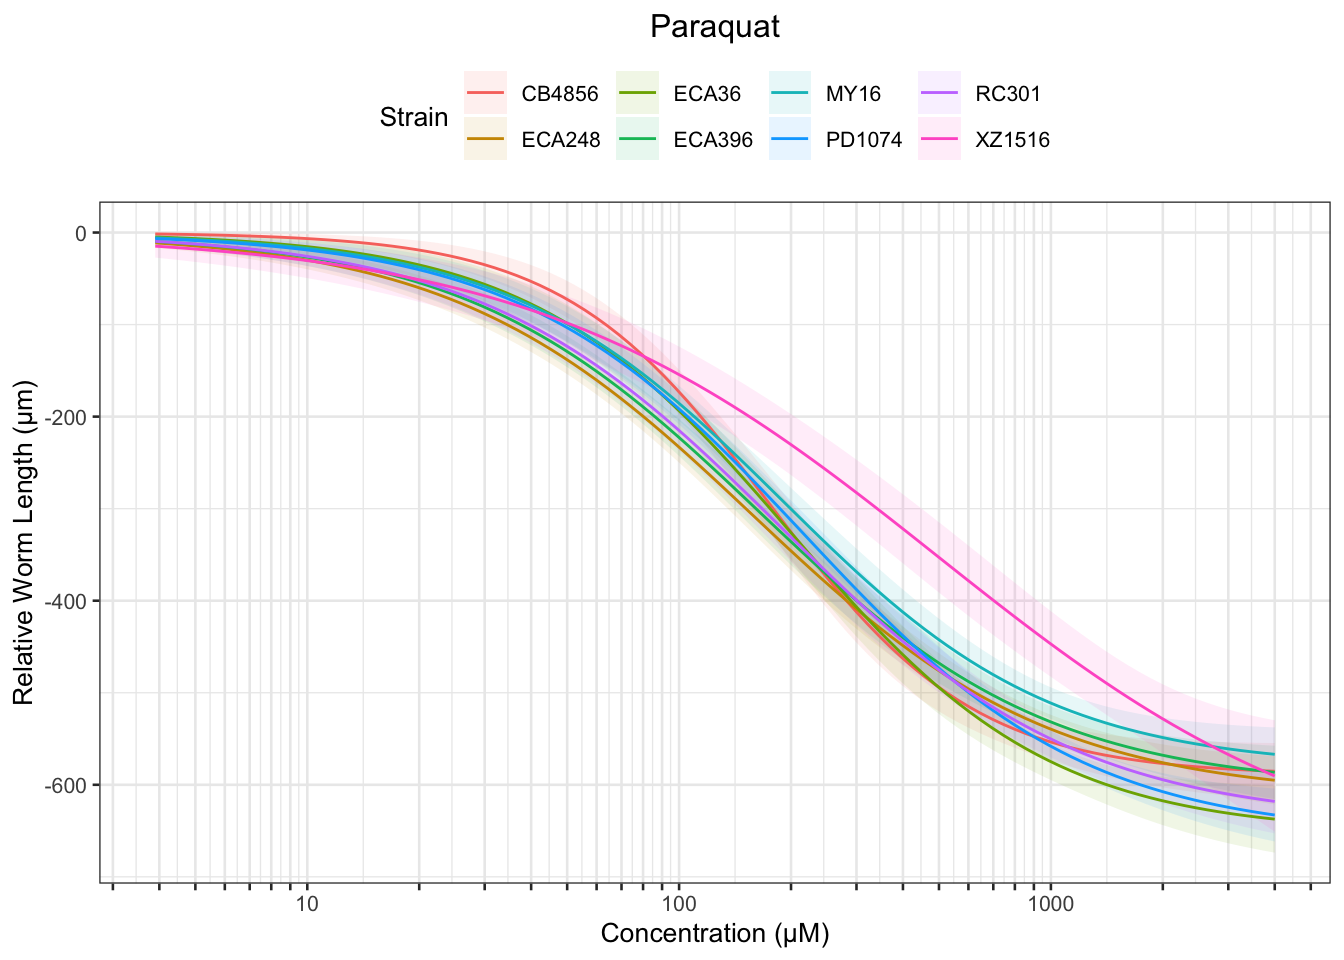 Paraquat
Strain
CB4856 ECA36 MY16 RC301
ECA248 ECA396 PD1074 XZ1516
Relative Worm Length (µm)
0
-200
-400
-600
10 100 1000
Concentration (µM)